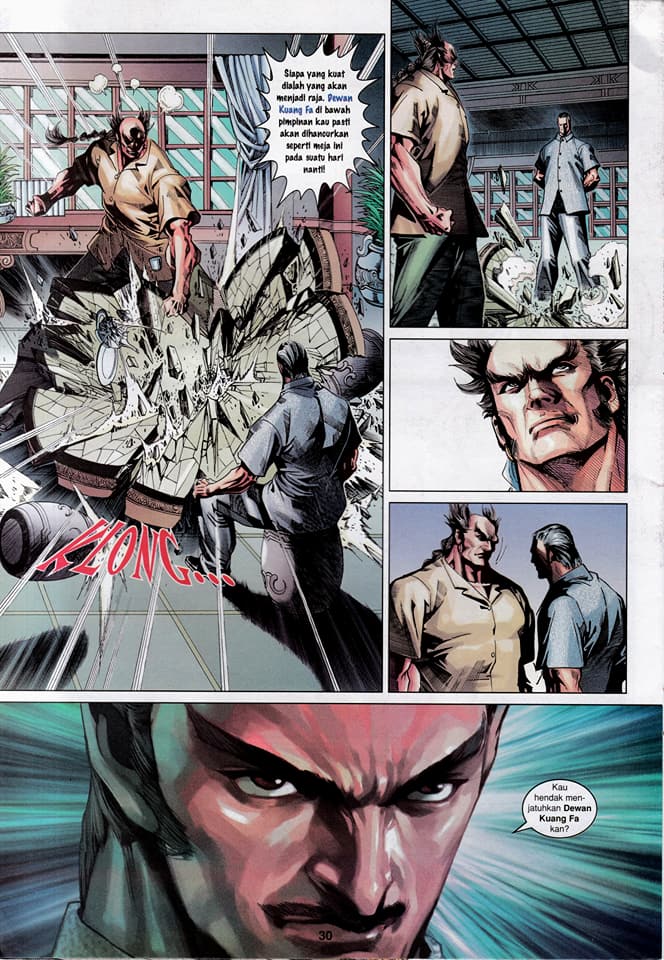 Siapa yang kuat
dialah yang akan
menjadi raja. Dewan
Kuang Fa di bawah
pimpinan kau pasti
akan dihancurkan
seperti meja ini
pada suatu hari
nanti!
KLONG...
Kau
hendak men-
jatuhkan Dewan
Kuang Fa
kan?
30